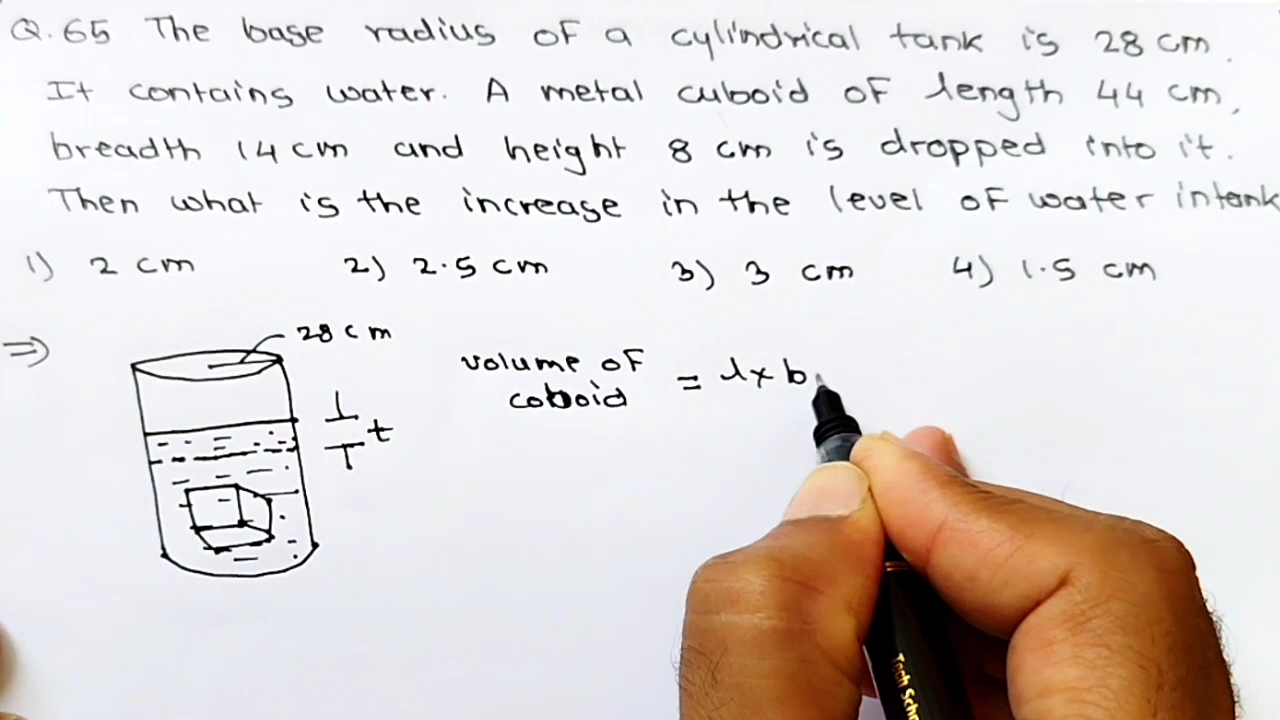 Q.65 The base radius of a cylindrical tank is 28 cm.
It contains water. A metal cuboid of length 44 cm,
breadth 14 cm and height 8 cm is dropped into it.
Then what is the increase in the level of water in tank
1) 2 cm 2) 2.5 cm 3) 3 cm 4) 1.5 cm
⇒ 28 cm
volume of = l × b
coboid
t
Tech Schr